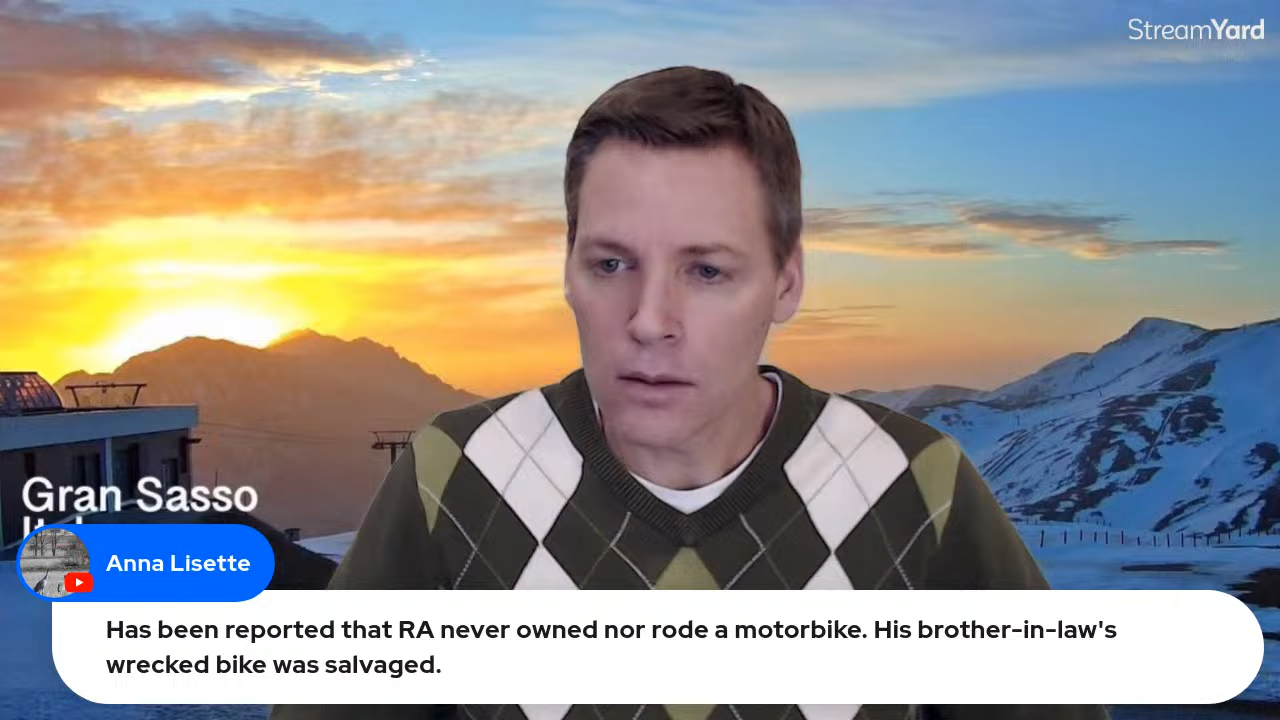 StreamYard
Gran Sasso
Anna Lisette
Has been reported that RA never owned nor rode a motorbike. His brother-in-law's
wrecked bike was salvaged.